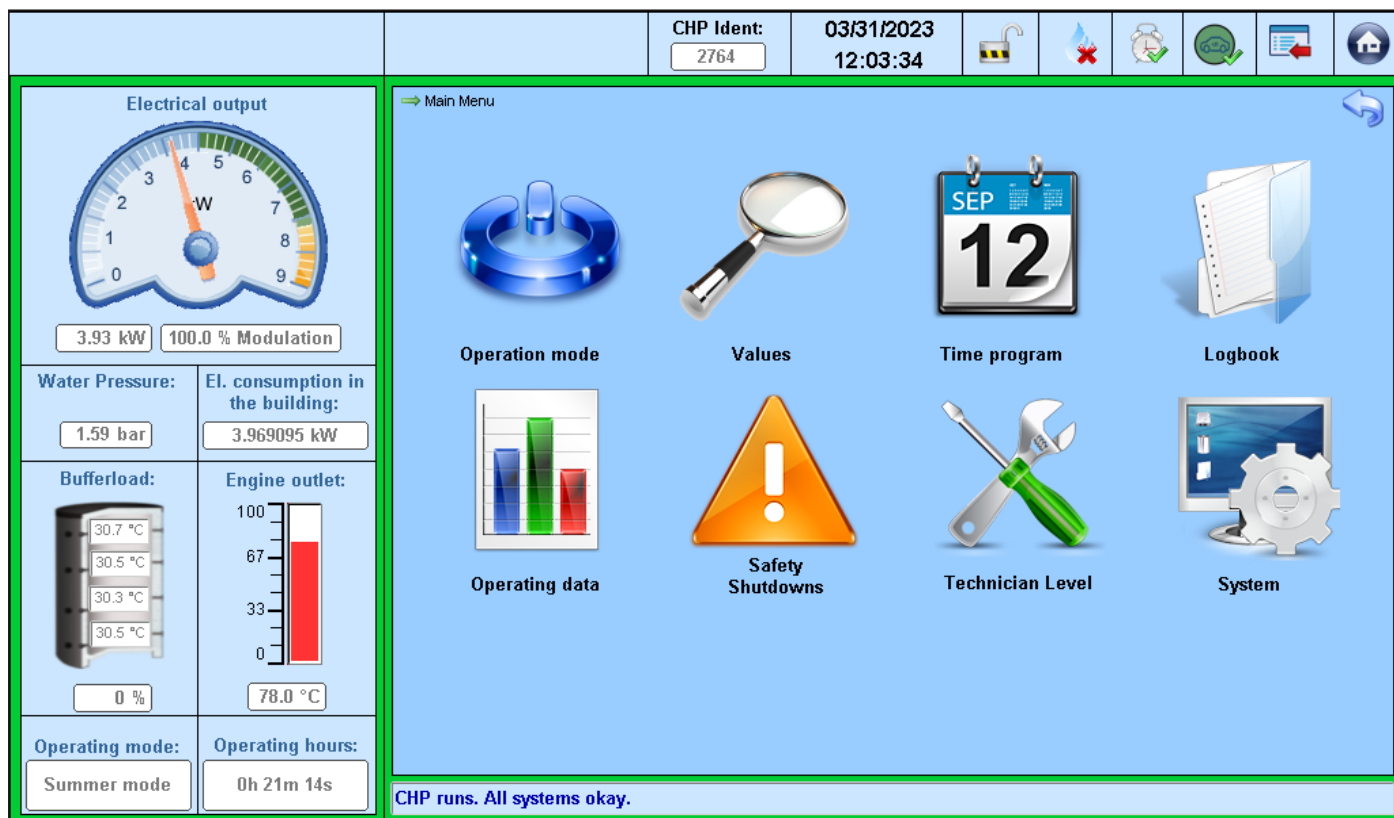 CHP Ident:
2764
03/31/2023
12:03:34
Electrical output
0
1
2
3
4
5
6
7
8
9
3.93 kW
100.0 % Modulation
Water Pressure:
1.59 bar
El. consumption in
the building:
3.969095 kW
Bufferload:
30.7 °C
30.5 °C
30.3 °C
30.5 °C
0 %
Engine outlet:
100
67
33
0
78.0 °C
Operating mode:
Summer mode
Operating hours:
0h 21m 14s
Main Menu
Operation mode
Values
SEP
12
Time program
Logbook
Operating data
Safety
Shutdowns
Technician Level
System
CHP runs. All systems okay.